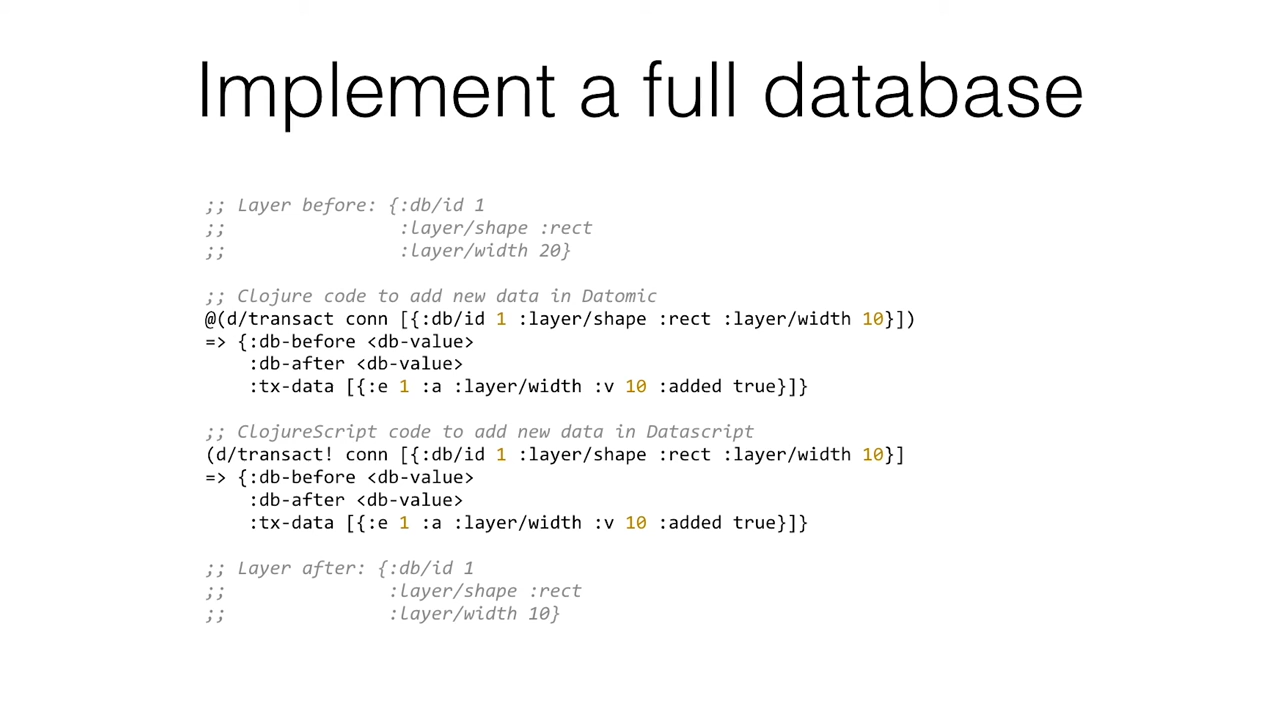 Implement a full database
;; Layer before: {:db/id 1
;;                :layer/shape :rect
;;                :layer/width 20}
;; Clojure code to add new data in Datomic
@(d/transact conn [{:db/id 1 :layer/shape :rect :layer/width 10}])
=> {:db-before <db-value>
    :db-after <db-value>
    :tx-data [{:e 1 :a :layer/width :v 10 :added true}]}
;; ClojureScript code to add new data in Datascript
(d/transact! conn [{:db/id 1 :layer/shape :rect :layer/width 10}]
=> {:db-before <db-value>
    :db-after <db-value>
    :tx-data [{:e 1 :a :layer/width :v 10 :added true}]}
;; Layer after: {:db/id 1
;;               :layer/shape :rect
;;               :layer/width 10}